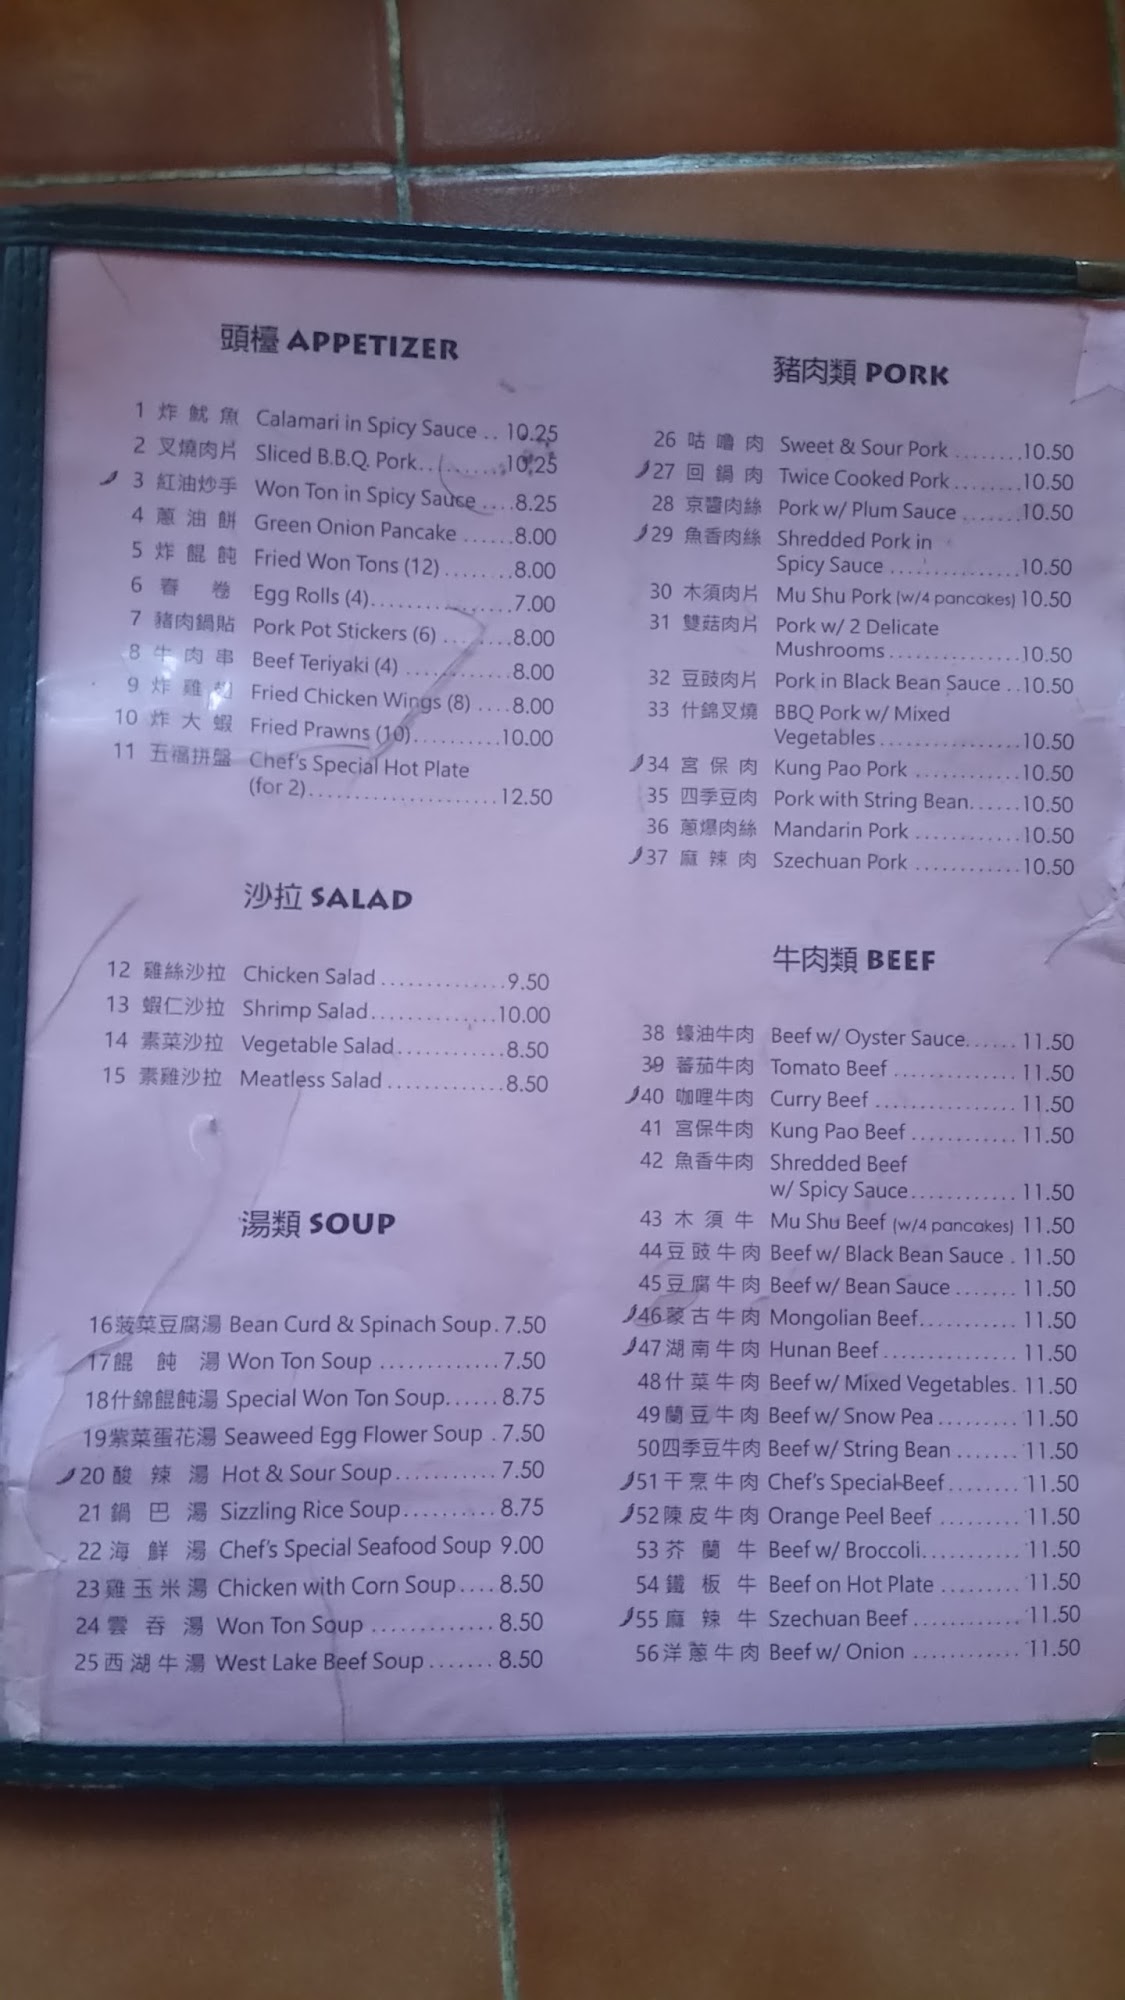 頭檯 APPETIZER
1 炸魷魚 Calamari in Spicy Sauce .. 10.25
2 叉燒肉片 Sliced B.B.Q. Pork.........10.25
3 紅油炒手 Won Ton in Spicy Sauce ....8.25
4 蔥油餅 Green Onion Pancake ......8.00
5 炸餛飩 Fried Won Tons (12) ........8.00
6 春卷 Egg Rolls (4)................7.00
7 豬肉鍋貼 Pork Pot Stickers (6) ........8.00
8 牛肉串 Beef Teriyaki (4) ............8.00
9 炸雞翅 Fried Chicken Wings (8) ....8.00
10 炸大蝦 Fried Prawns (10)..........10.00
11 五福拼盤 Chef's Special Hot Plate
(for 2)......................12.50
沙拉 SALAD
12 雞絲沙拉 Chicken Salad ..............9.50
13 蝦仁沙拉 Shrimp Salad..............10.00
14 素菜沙拉 Vegetable Salad............8.50
15 素雞沙拉 Meatless Salad .............8.50
湯類 SOUP
16菠菜豆腐湯 Bean Curd & Spinach Soup.7.50
17餛飩湯 Won Ton Soup .............7.50
18什錦餛飩湯 Special Won Ton Soup......8.75
19紫菜蛋花湯 Seaweed Egg Flower Soup .7.50
20 酸辣湯 Hot & Sour Soup...........7.50
21 鍋巴湯 Sizzling Rice Soup..........8.75
22 海鮮湯 Chef's Special Seafood Soup 9.00
23 雞玉米湯 Chicken with Corn Soup....8.50
24 雲吞湯 Won Ton Soup .............8.50
25 西湖牛湯 West Lake Beef Soup .......8.50
豬肉類 PORK
26 咕嚕肉 Sweet & Sour Pork ........10.50
27 回鍋肉 Twice Cooked Pork ........10.50
28 京醬肉絲 Pork w/ Plum Sauce .......10.50
29 魚香肉絲 Shredded Pork in
Spicy Sauce ................10.50
30 木須肉片 Mu Shu Pork (w/4 pancakes) 10.50
31 雙菇肉片 Pork w/ 2 Delicate
Mushrooms ................10.50
32 豆豉肉片 Pork in Black Bean Sauce ..10.50
33 什錦叉燒 BBQ Pork w/ Mixed
Vegetables .................10.50
34 宮保肉 Kung Pao Pork ............10.50
35 四季豆肉 Pork with String Bean......10.50
36 蔥爆肉絲 Mandarin Pork ............10.50
37 麻辣肉 Szechuan Pork ............10.50
牛肉類 BEEF
38 蠔油牛肉 Beef w/ Oyster Sauce...... 11.50
39 蕃茄牛肉 Tomato Beef .............. 11.50
40 咖哩牛肉 Curry Beef ................ 11.50
41 宮保牛肉 Kung Pao Beef ............ 11.50
42 魚香牛肉 Shredded Beef
w/ Spicy Sauce............ 11.50
43 木須牛 Mu Shu Beef (w/4 pancakes) 11.50
44豆豉牛肉 Beef w/ Black Bean Sauce . 11.50
45豆腐牛肉 Beef w/ Bean Sauce ....... 11.50
46蒙古牛肉 Mongolian Beef........... 11.50
47湖南牛肉 Hunan Beef ............... 11.50
48什菜牛肉 Beef w/ Mixed Vegetables. 11.50
49蘭豆牛肉 Beef w/ Snow Pea ......... 11.50
50四季豆牛肉 Beef w/ String Bean ....... 11.50
51干烹牛肉 Chef's Special Beef........ 11.50
52陳皮牛肉 Orange Peel Beef ......... 11.50
53 芥蘭牛 Beef w/ Broccoli........... 11.50
54 鐵板牛 Beef on Hot Plate ......... 11.50
55 麻辣牛 Szechuan Beef ............ 11.50
56洋蔥牛肉 Beef w/ Onion ............ 11.50